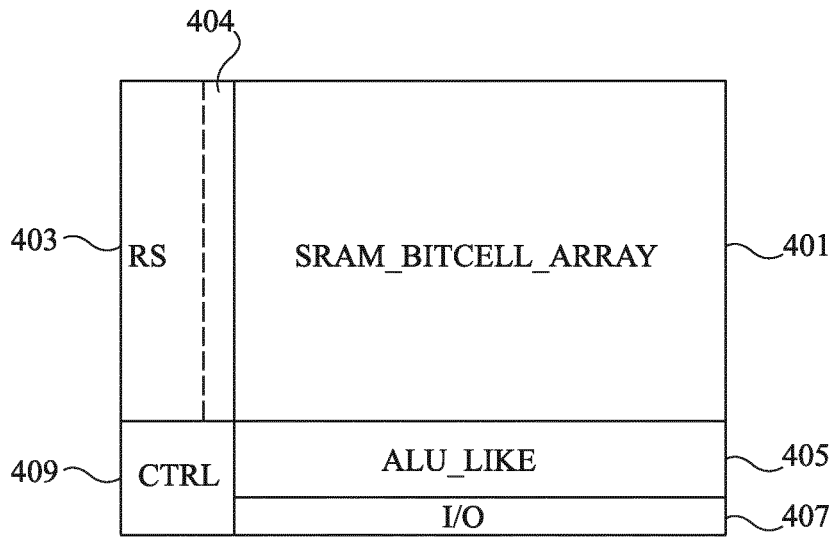 404
403
RS
SRAM_BITCELL_ARRAY
401
409
CTRL
ALU_LIKE
405
I/O
407